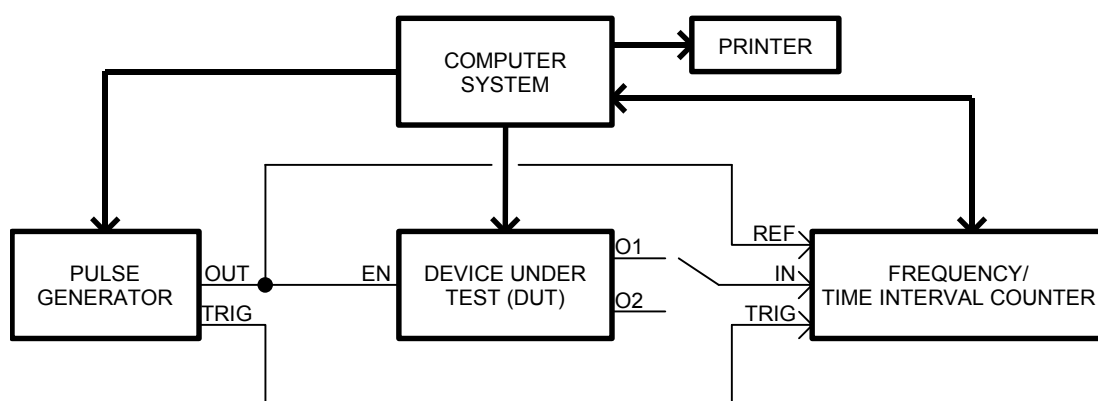 COMPUTER
SYSTEM
PRINTER
PULSE
GENERATOR
OUT
TRIG
EN
DEVICE UNDER
TEST (DUT)
O1
O2
REF
IN
TRIG
FREQUENCY/
TIME INTERVAL COUNTER